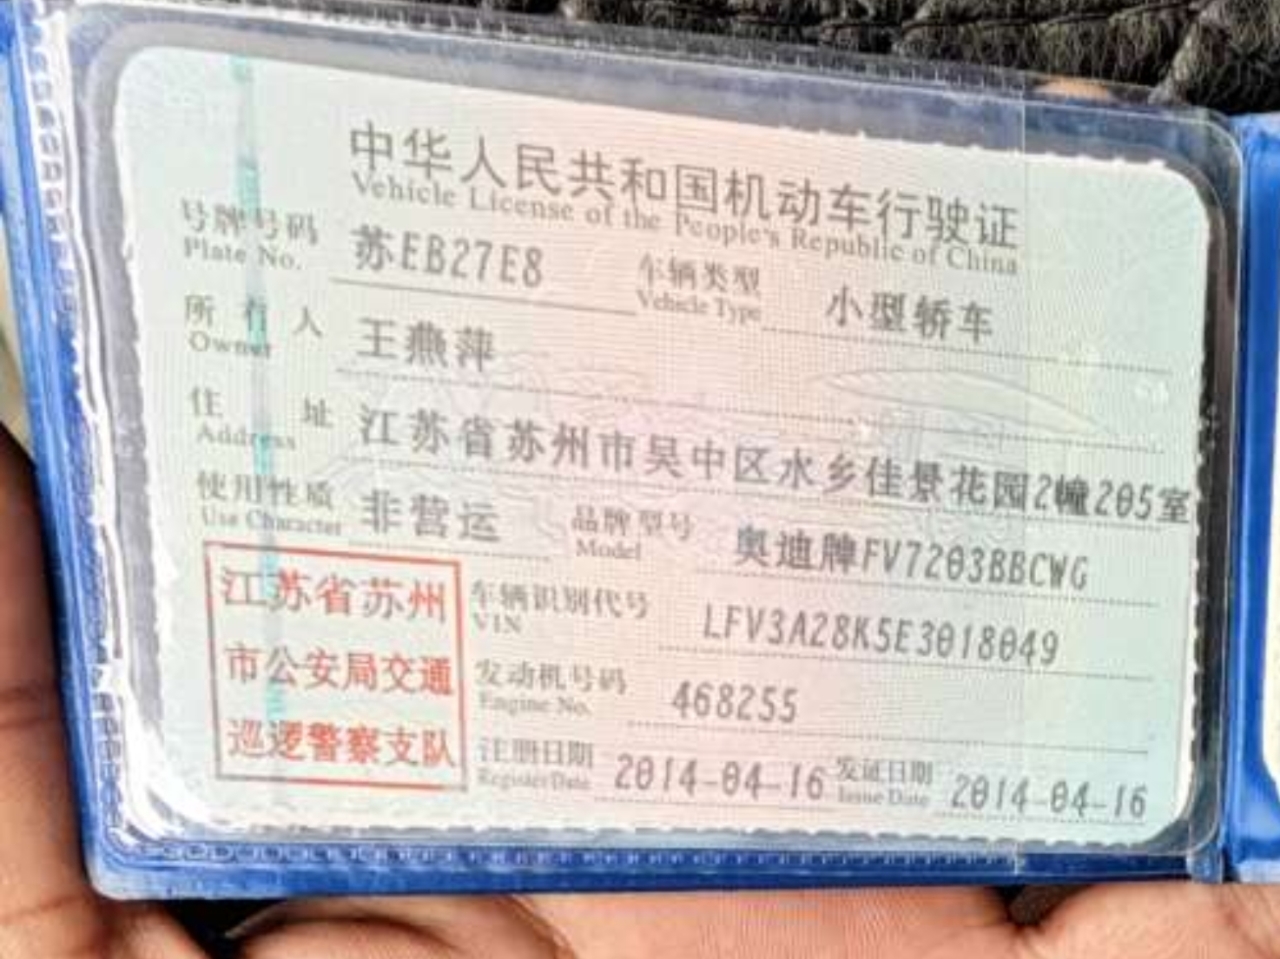 中华人民共和国机动车行驶证
Vehicle License of the People's Republic of China
号牌号码 苏EB27E8 车辆类型 小型轿车
Plate No. Vehicle Type
所有人 王燕萍
Owner
住址 江苏省苏州市吴中区水乡佳景花园2幢205室
Address
使用性质 非营运 品牌型号 奥迪牌FV7203BBCWG
Use Character Model
江苏省苏州
市公安局交通
巡逻警察支队
车辆识别代号 LFV3A28K5E3018049
VIN
发动机号码 468255
Engine No.
注册日期 2014-04-16 发证日期 2014-04-16
Register Date Issue Date